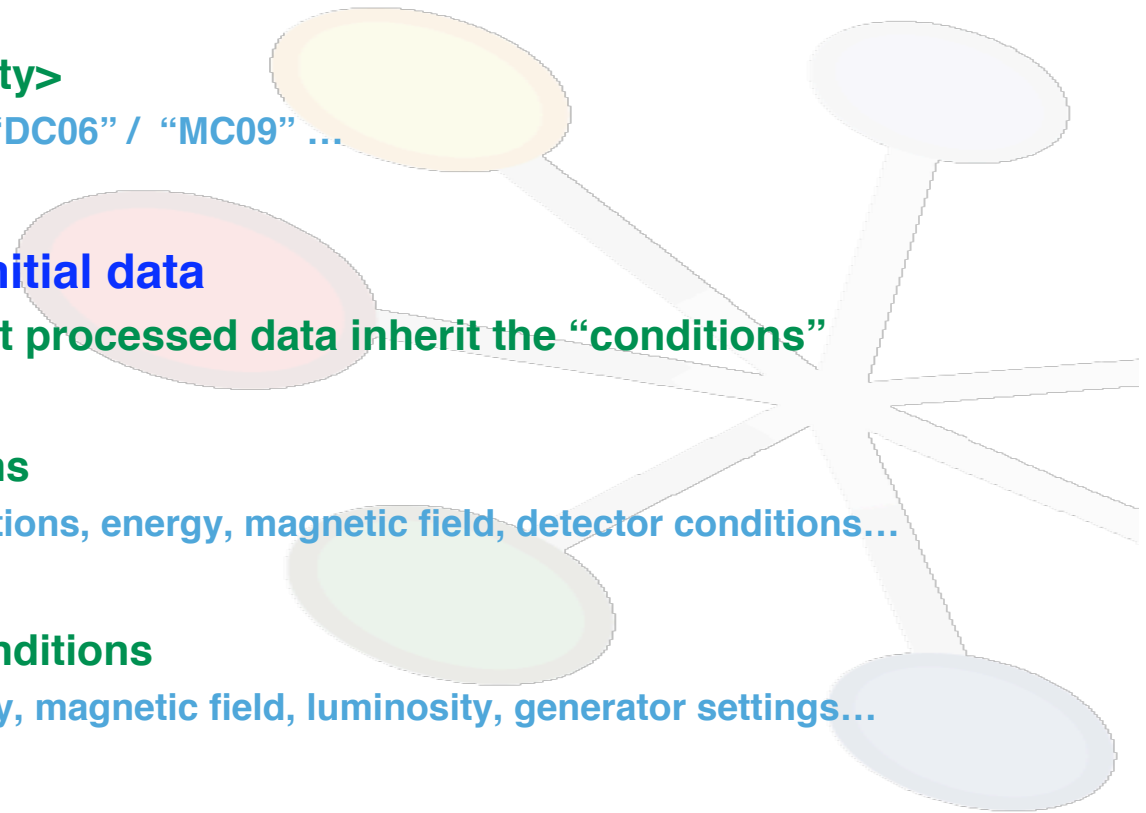 ty>
“DC06” / “MC09” …
nitial data
t processed data inherit the “conditions”
ns
tions, energy, magnetic field, detector conditions…
nditions
y, magnetic field, luminosity, generator settings…